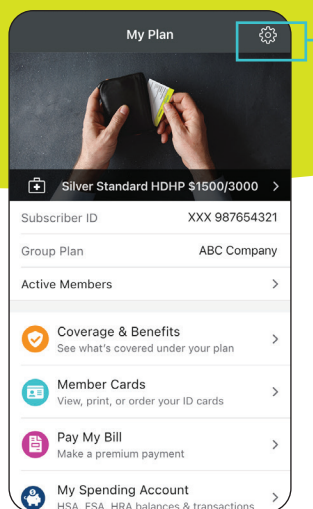 My Plan
Silver Standard HDHP $1500/3000
Subscriber ID XXX 987654321
Group Plan ABC Company
Active Members
Coverage & Benefits
See what's covered under your plan
Member Cards
View, print, or order your ID cards
Pay My Bill
Make a premium payment
My Spending Account
HSA, FSA, HRA balances & transactions